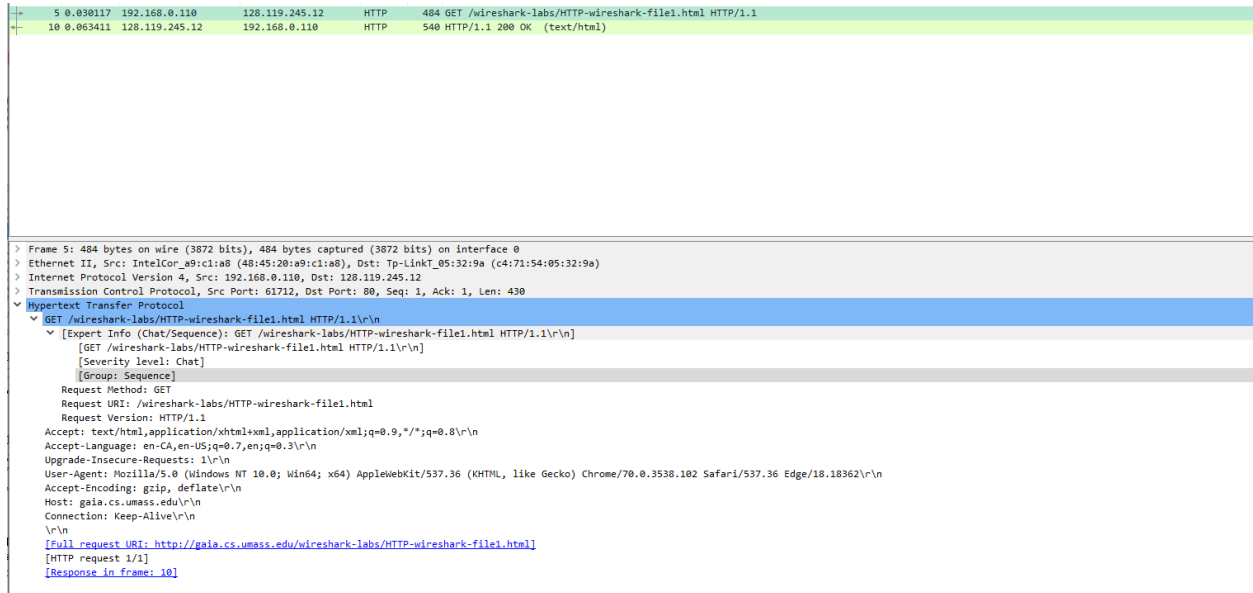 5 0.030117 192.168.0.110 128.119.245.12 HTTP 484 GET /wireshark-labs/HTTP-wireshark-file1.html HTTP/1.1
10 0.063411 128.119.245.12 192.168.0.110 HTTP 540 HTTP/1.1 200 OK (text/html)
Frame 5: 484 bytes on wire (3872 bits), 484 bytes captured (3872 bits) on interface 0
Ethernet II, Src: IntelCor_a9:c1:a8 (48:45:20:a9:c1:a8), Dst: Tp-LinkT_05:32:9a (c4:71:54:05:32:9a)
Internet Protocol Version 4, Src: 192.168.0.110, Dst: 128.119.245.12
Transmission Control Protocol, Src Port: 61712, Dst Port: 80, Seq: 1, Ack: 1, Len: 430
Hypertext Transfer Protocol
GET /wireshark-labs/HTTP-wireshark-file1.html HTTP/1.1\r\n
[Expert Info (Chat/Sequence): GET /wireshark-labs/HTTP-wireshark-file1.html HTTP/1.1\r\n]
[GET /wireshark-labs/HTTP-wireshark-file1.html HTTP/1.1\r\n]
[Severity level: Chat]
[Group: Sequence]
Request Method: GET
Request URI: /wireshark-labs/HTTP-wireshark-file1.html
Request Version: HTTP/1.1
Accept: text/html,application/xhtml+xml,application/xml;q=0.9,*/*;q=0.8\r\n
Accept-Language: en-CA,en-US;q=0.7,en;q=0.3\r\n
Upgrade-Insecure-Requests: 1\r\n
User-Agent: Mozilla/5.0 (Windows NT 10.0; Win64; x64) AppleWebKit/537.36 (KHTML, like Gecko) Chrome/70.0.3538.102 Safari/537.36 Edge/18.18362\r\n
Accept-Encoding: gzip, deflate\r\n
Host: gaia.cs.umass.edu\r\n
Connection: Keep-Alive\r\n
\r\n
[Full request URI: http://gaia.cs.umass.edu/wireshark-labs/HTTP-wireshark-file1.html]
[HTTP request 1/1]
[Response in frame: 10]